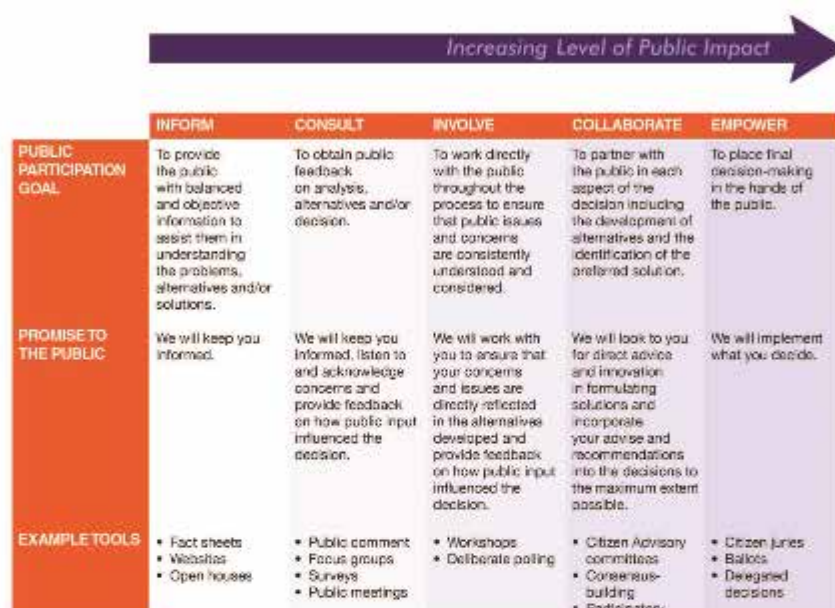 Increasing Level of Public Impact
INFORM
CONSULT
INVOLVE
COLLABORATE
EMPOWER
PUBLIC
PARTICIPATION
GOAL
To provide
the public
with balanced
and objective
information to
assist them in
understanding
the problems,
alternatives and/or
solutions.
To obtain public
feedback
on analysis,
alternatives and/or
decision.
To work directly
with the public
throughout the
process to ensure
that public issues
and concerns
are consistently
understood and
considered.
To partner with
the public in each
aspect of the
decision including
the development of
alternatives and the
identification of the
preferred solution.
To place final
decision-making
in the hands of
the public.
PROMISE TO
THE PUBLIC
We will keep you
informed.
We will keep you
informed, listen to
and acknowledge
concerns and
provide feedback
on how public input
influenced the
decision.
We will work with
you to ensure that
your concerns
and issues are
directly reflected
in the alternatives
developed and
provide feedback
on how public input
influenced the
decision.
We will look to you
for direct advice
and innovation
in formulating
solutions and
incorporate
your advise and
recommendations
into the decisions to
the maximum extent
possible.
We will implement
what you decide.
EXAMPLE TOOLS
• Fact sheets
• Websites
• Open houses
• Public comment
• Focus groups
• Surveys
• Public meetings
• Workshops
• Deliberate polling
• Citizen Advisory
committees
• Consensus-
building
• Citizen juries
• Ballots
• Delegated
decisions